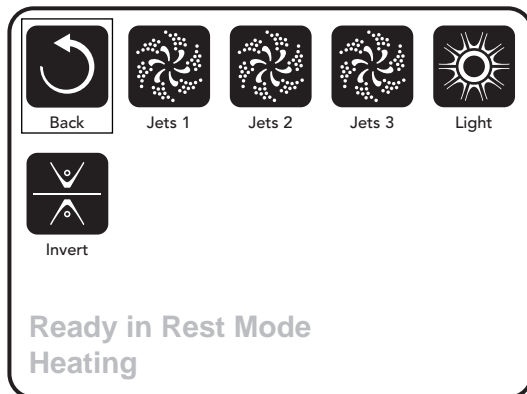 Back Jets 1 Jets 2 Jets 3 Light
Invert
Ready in Rest Mode
Heating